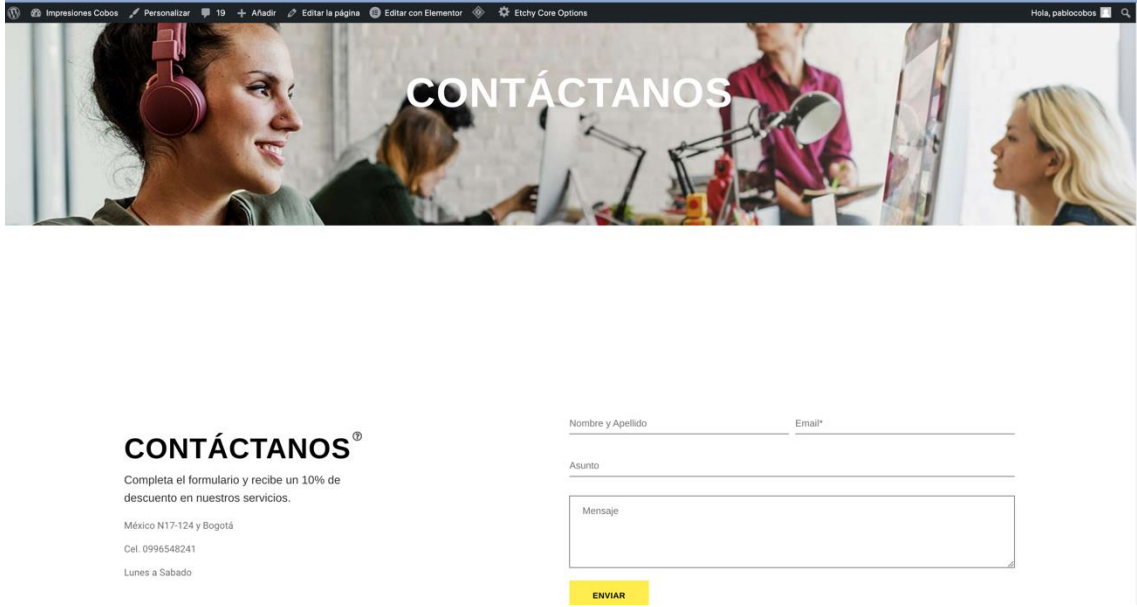 Impresiones Cobos Personalizar 19 Añadir Editar la página Editar con Elementor Etchy Core Options Hola, pablocobos
CONTÁCTANOS
CONTÁCTANOS
Completa el formulario y recibe un 10% de
descuento en nuestros servicios.
México N17-124 y Bogotá
Cel. 0996548241
Lunes a Sabado
Nombre y Apellido Email*
Asunto
Mensaje
ENVIAR